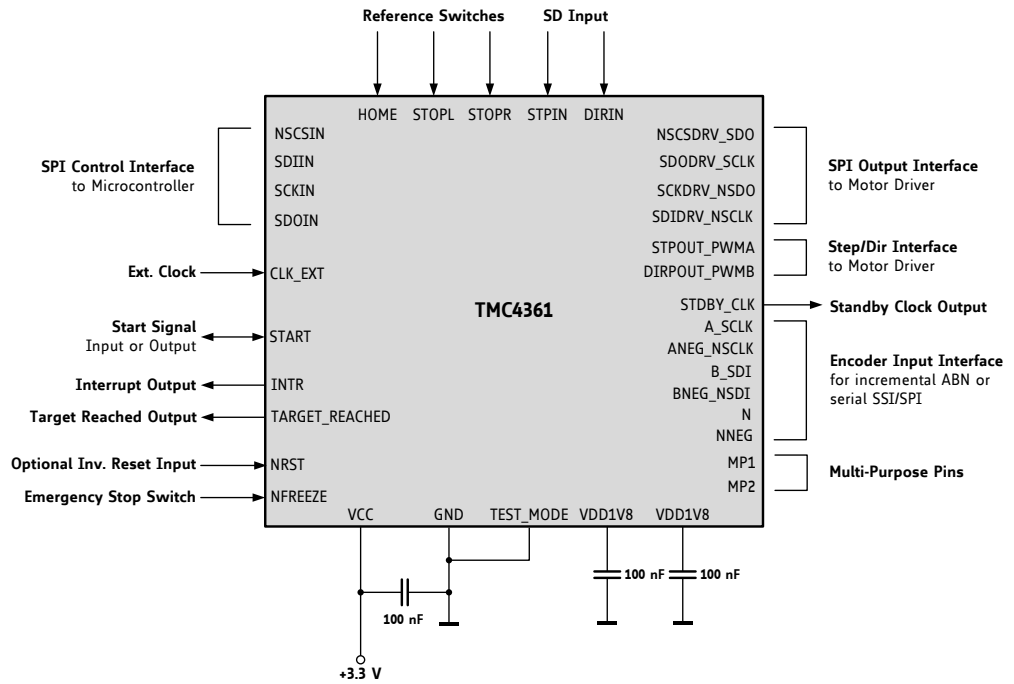 Reference Switches
SD Input
HOME STOPL STOPR STPIN DIRIN
SPI Control Interface
to Microcontroller
NSCSIN
SDIIN
SCKIN
SDOIN
Ext. Clock
CLK_EXT
Start Signal
Input or Output
START
Interrupt Output
INTR
Target Reached Output
TARGET_REACHED
Optional Inv. Reset Input
NRST
Emergency Stop Switch
NFREEZE
TMC4361
NSCSDRV_SDO
SDODRV_SCLK
SCKDRV_NSDO
SDIDRV_NSCLK
SPI Output Interface
to Motor Driver
STPOUT_PWMA
DIRPOUT_PWMB
Step/Dir Interface
to Motor Driver
STDBY_CLK
Standby Clock Output
A_SCLK
ANEG_NSCLK
B_SDI
BNEG_NSDI
N
NNEG
Encoder Input Interface
for incremental ABN or
serial SSI/SPI
MP1
MP2
Multi-Purpose Pins
VCC GND TEST_MODE VDD1V8 VDD1V8
100 nF
100 nF
100 nF
+3.3 V